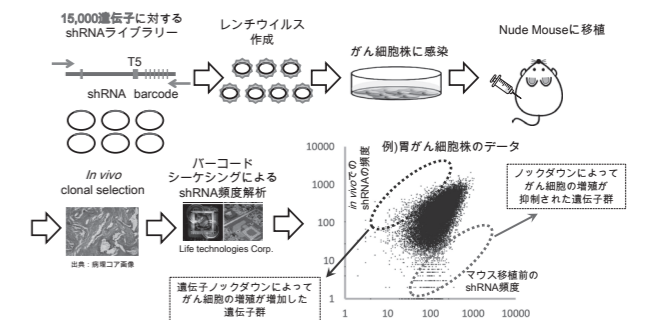 15,000遺伝子に対する
shRNAライブラリー
T5
shRNA barcode
レンチウイルス
作成
がん細胞株に感染
Nude Mouseに移植
In vivo
clonal selection
出典：病理コア画像
バーコード
シーケシングによる
shRNA頻度解析
Life technologies Corp.
例)胃がん細胞株のデータ
in vivoでの
shRNAの頻度
10000
1000
100
10
1
1 10 100 1000 10000
マウス移植前の
shRNA頻度
ノックダウンによって
がん細胞の増殖が
抑制された遺伝子群
遺伝子ノックダウンによって
がん細胞の増殖が増加した
遺伝子群